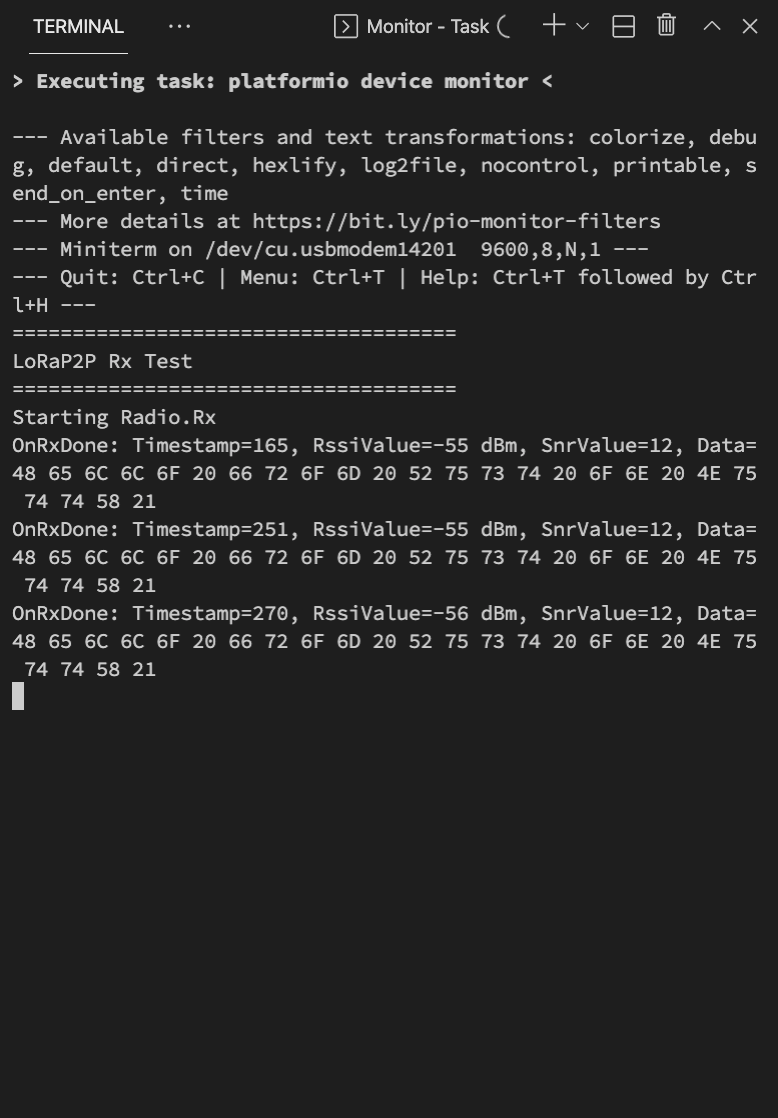 TERMINAL ··· Monitor - Task
> Executing task: platformio device monitor <
--- Available filters and text transformations: colorize, debu
g, default, direct, hexlify, log2file, nocontrol, printable, s
end_on_enter, time
--- More details at https://bit.ly/pio-monitor-filters
--- Miniterm on /dev/cu.usbmodem14201  9600,8,N,1 ---
--- Quit: Ctrl+C | Menu: Ctrl+T | Help: Ctrl+T followed by Ctr
l+H ---
=====================================
LoRaP2P Rx Test
=====================================
Starting Radio.Rx
OnRxDone: Timestamp=165, RssiValue=-55 dBm, SnrValue=12, Data=
48 65 6C 6C 6F 20 66 72 6F 6D 20 52 75 73 74 20 6F 6E 20 4E 75
 74 74 58 21
OnRxDone: Timestamp=251, RssiValue=-55 dBm, SnrValue=12, Data=
48 65 6C 6C 6F 20 66 72 6F 6D 20 52 75 73 74 20 6F 6E 20 4E 75
 74 74 58 21
OnRxDone: Timestamp=270, RssiValue=-56 dBm, SnrValue=12, Data=
48 65 6C 6C 6F 20 66 72 6F 6D 20 52 75 73 74 20 6F 6E 20 4E 75
 74 74 58 21